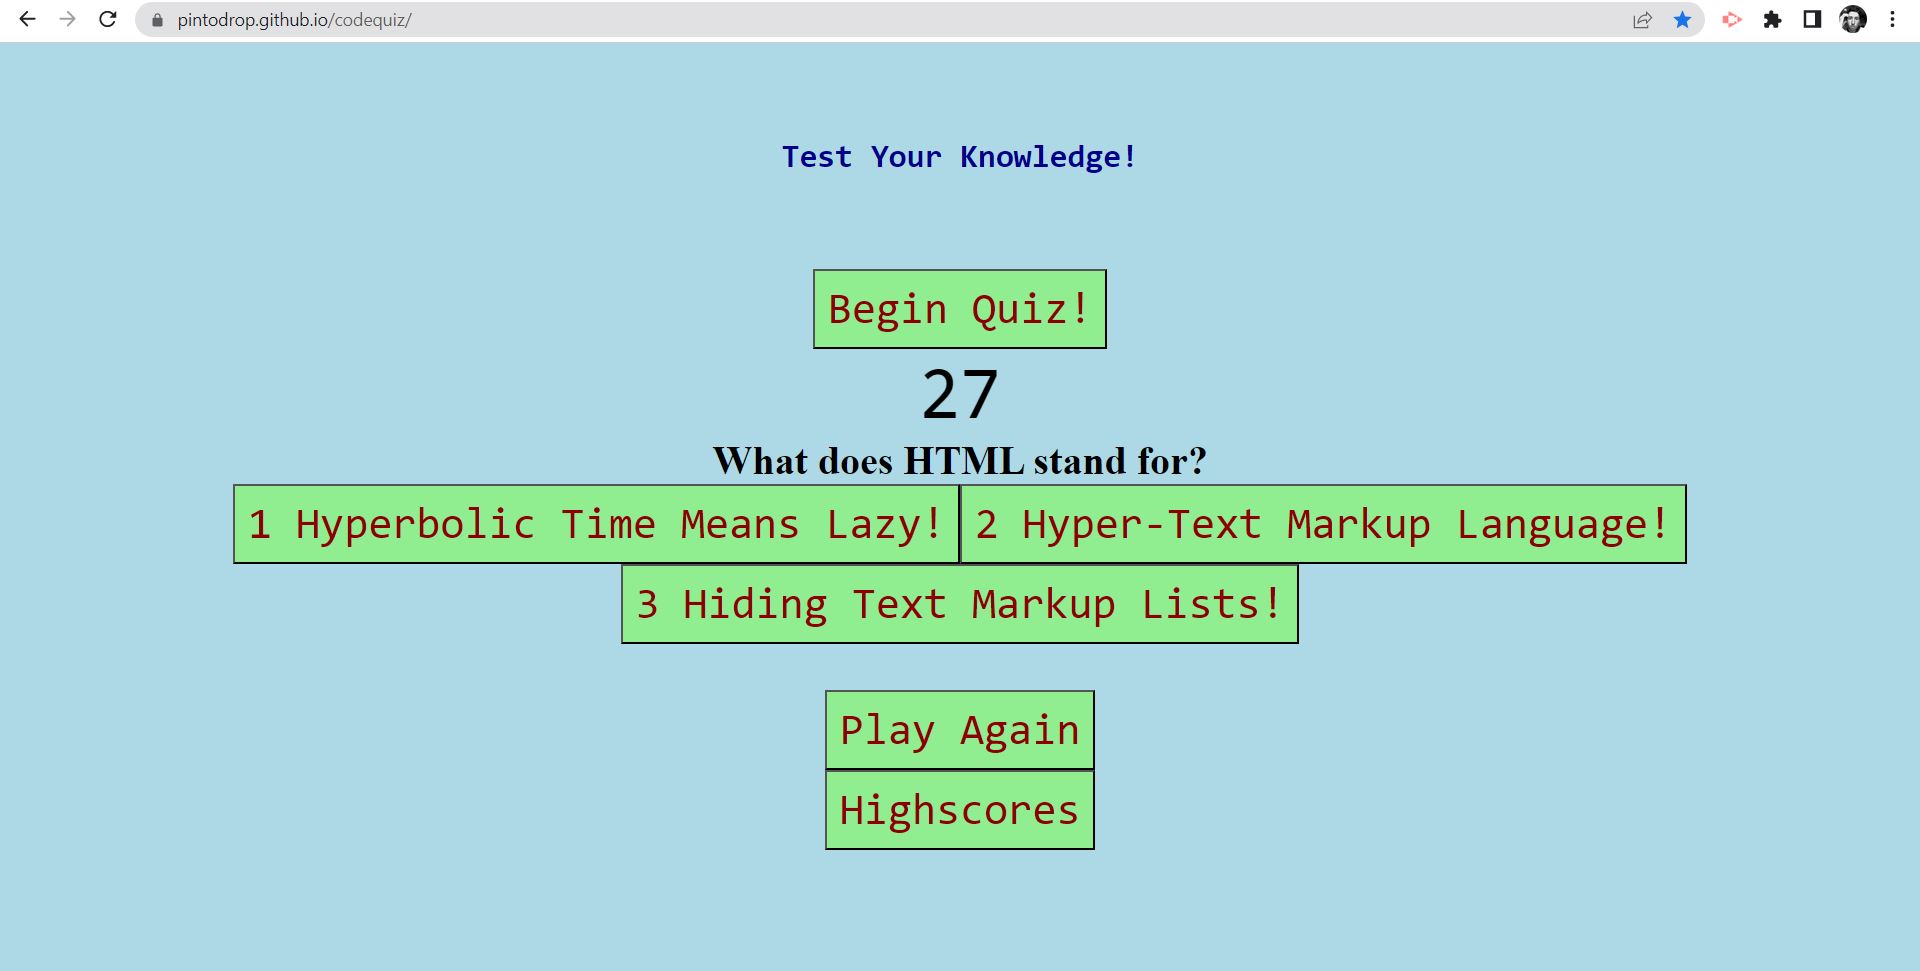 pintodrop.github.io/codequiz/
Test Your Knowledge!
Begin Quiz!
27
What does HTML stand for?
1 Hyperbolic Time Means Lazy! 2 Hyper-Text Markup Language!
3 Hiding Text Markup Lists!
Play Again
Highscores